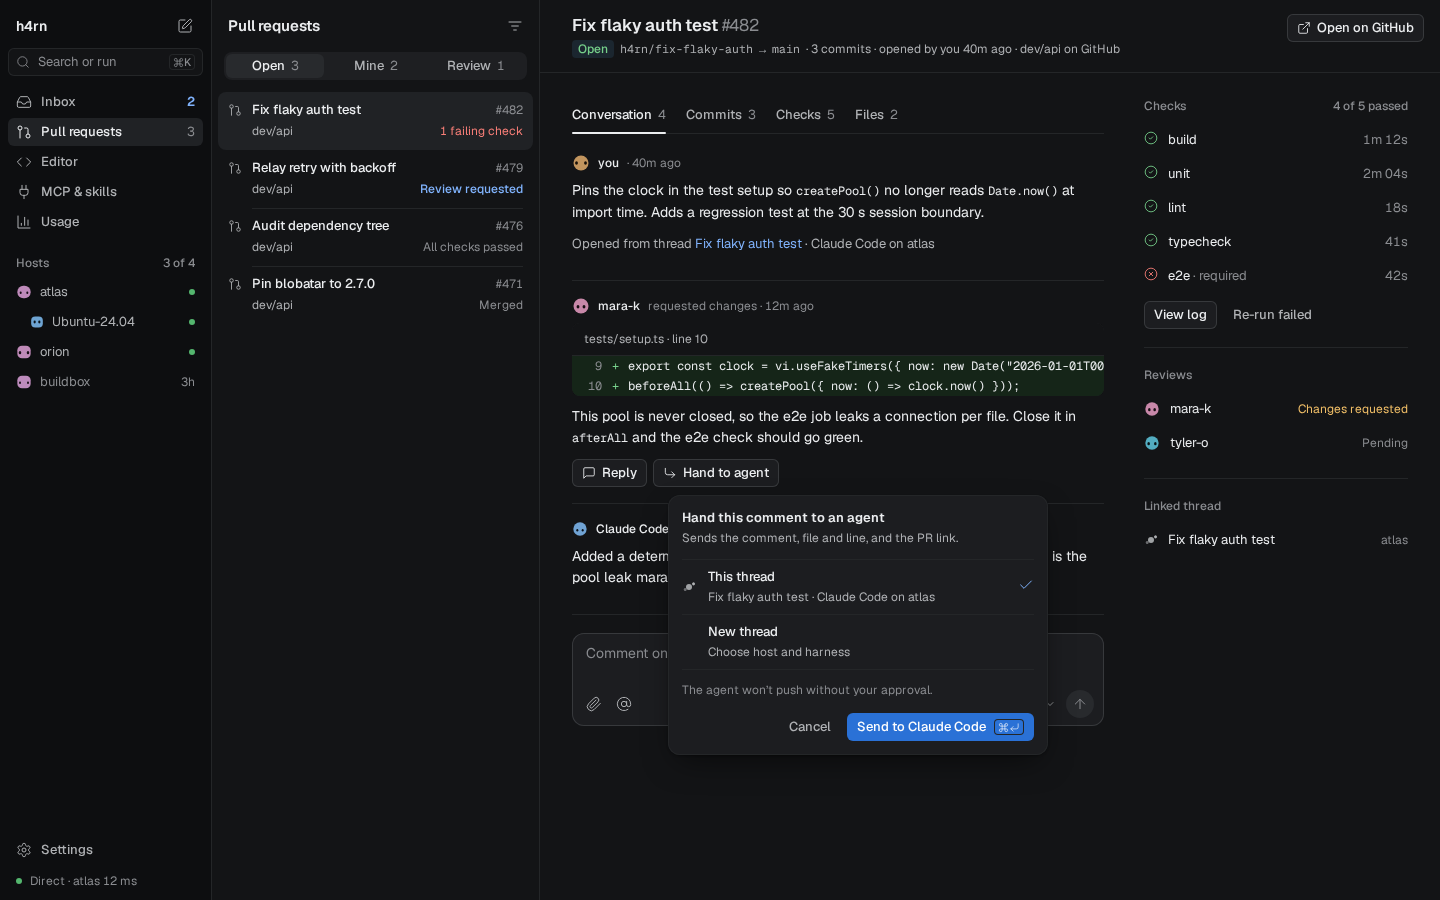 h4rn
Search or run ⌘K
Inbox 2
Pull requests 3
Editor
MCP & skills
Usage
Hosts 3 of 4
atlas
Ubuntu-24.04
orion
buildbox 3h
Settings
Direct · atlas 12 ms
Pull requests
Open 3 Mine 2 Review 1
Fix flaky auth test #482
dev/api 1 failing check
Relay retry with backoff #479
dev/api Review requested
Audit dependency tree #476
dev/api All checks passed
Pin blobatar to 2.7.0 #471
dev/api Merged
Fix flaky auth test #482
Open h4rn/fix-flaky-auth → main · 3 commits · opened by you 40m ago · dev/api on GitHub
Open on GitHub
Conversation 4 Commits 3 Checks 5 Files 2
you · 40m ago
Pins the clock in the test setup so createPool() no longer reads Date.now() at
import time. Adds a regression test at the 30 s session boundary.
Opened from thread Fix flaky auth test · Claude Code on atlas
mara-k requested changes · 12m ago
tests/setup.ts · line 10
9 + export const clock = vi.useFakeTimers({ now: new Date("2026-01-01T00
10 + beforeAll(() => createPool({ now: () => clock.now() }));
This pool is never closed, so the e2e job leaks a connection per file. Close it in
afterAll and the e2e check should go green.
Reply Hand to agent
Claude Code
Added a determ is the
pool leak mara
Comment on
Hand this comment to an agent
Sends the comment, file and line, and the PR link.
This thread
Fix flaky auth test · Claude Code on atlas
New thread
Choose host and harness
The agent won't push without your approval.
Cancel Send to Claude Code ⌘↵
Checks 4 of 5 passed
build 1m 12s
unit 2m 04s
lint 18s
typecheck 41s
e2e · required 42s
View log Re-run failed
Reviews
mara-k Changes requested
tyler-o Pending
Linked thread
Fix flaky auth test atlas